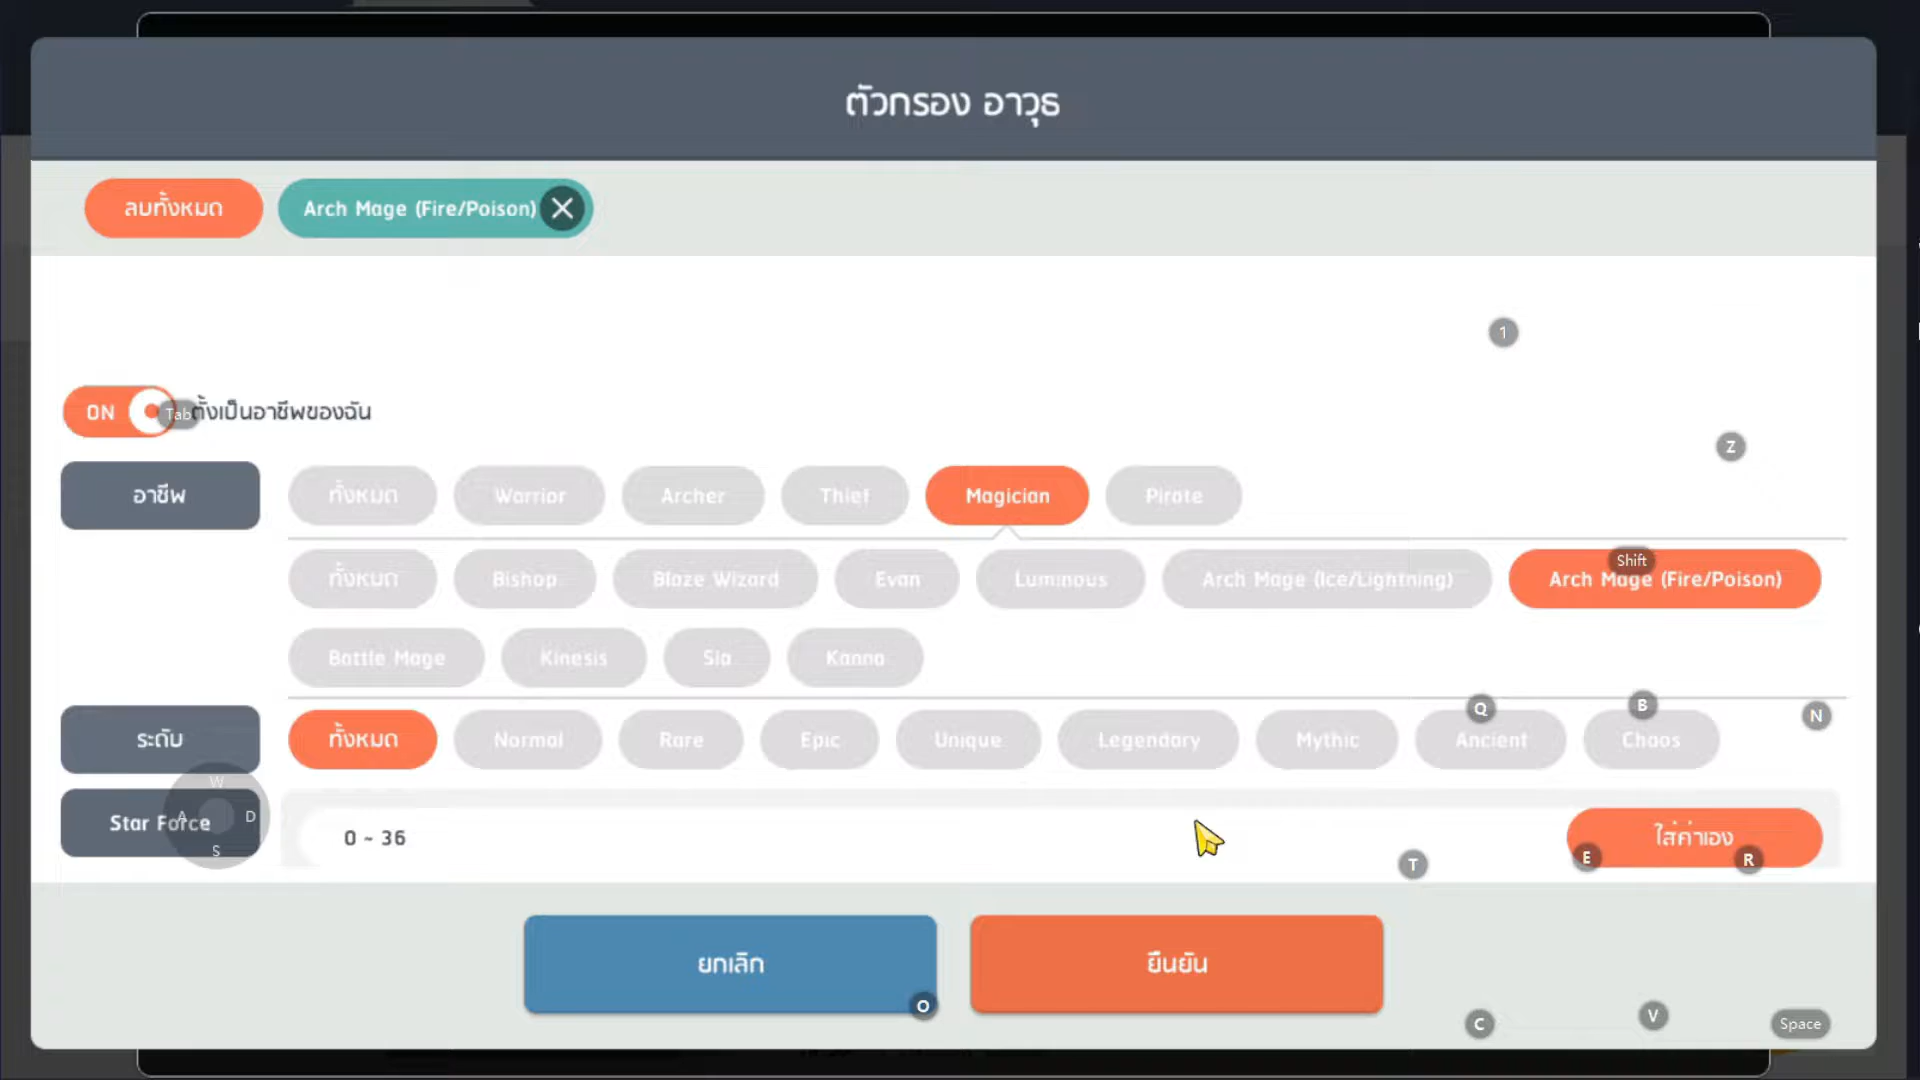 ตัวกรอง อาวุธ
ลบทั้งหมด Arch Mage (Fire/Poison)
1
ON Tab ตั้งเป็นอาชีพของฉัน
Z
อาชีพ ทั้งหมด Warrior Archer Thief Magician Pirate
Shift
ทั้งหมด Bishop Blaze Wizard Evan Luminous Arch Mage (Ice/Lightning) Arch Mage (Fire/Poison)
Battle Mage Kinesis Sia Kanna
Q B N
ระดับ ทั้งหมด Normal Rare Epic Unique Legendary Mythic Ancient Chaos
W
A D
S
Star Force 0 ~ 36 ใส่ค่าเอง
T E R
ยกเลิก ยืนยัน
O
C V Space